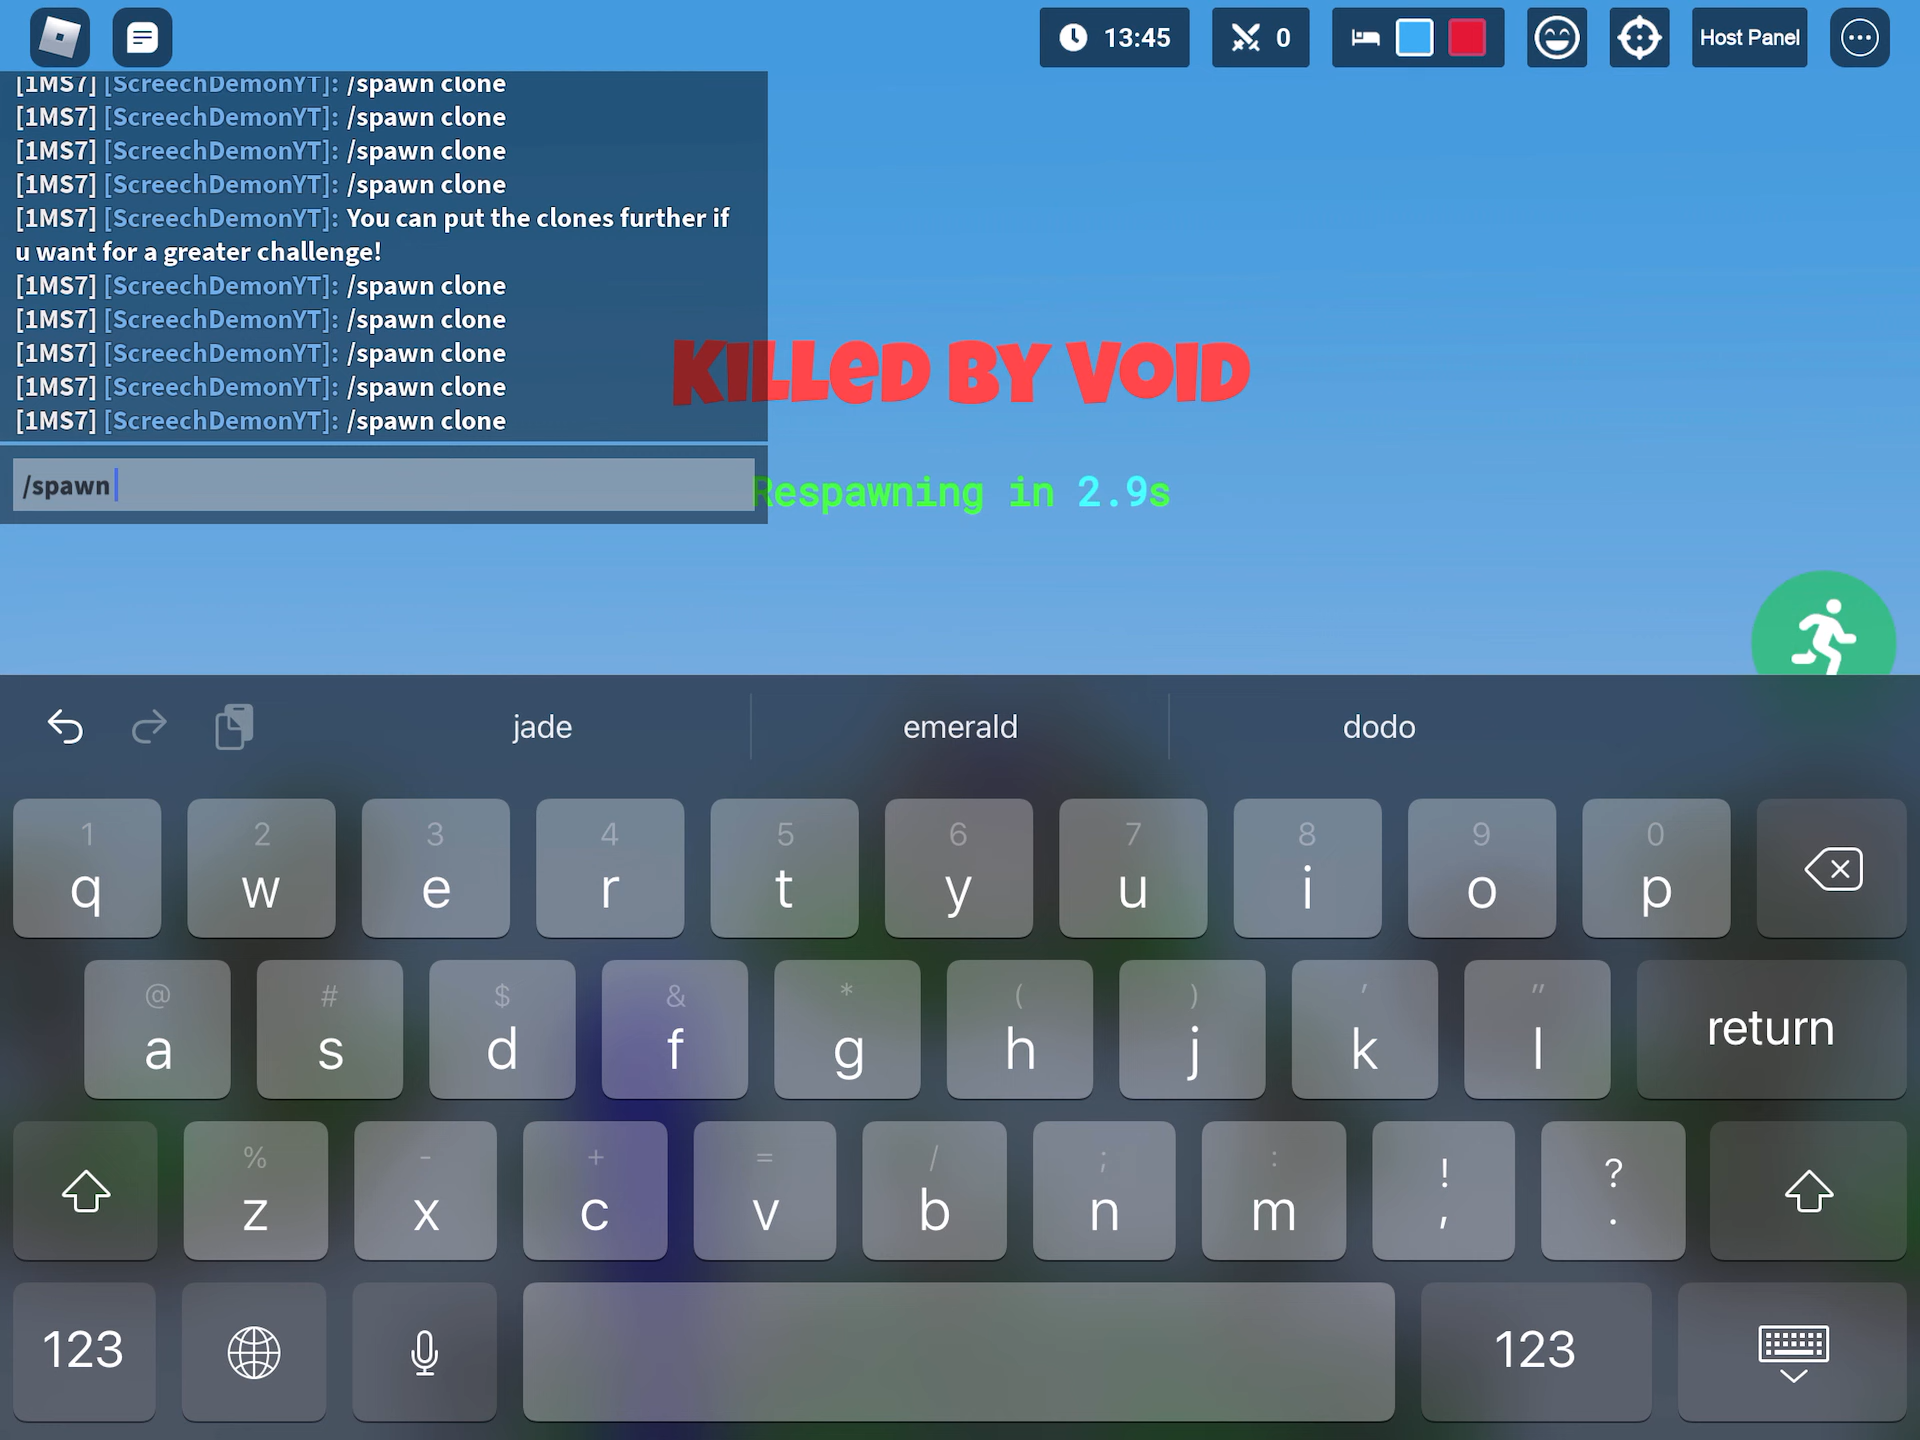 13:45
0
Host Panel
[1MS7] [ScreechDemonYT]: /spawn clone
[1MS7] [ScreechDemonYT]: /spawn clone
[1MS7] [ScreechDemonYT]: /spawn clone
[1MS7] [ScreechDemonYT]: /spawn clone
[1MS7] [ScreechDemonYT]: You can put the clones further if
u want for a greater challenge!
[1MS7] [ScreechDemonYT]: /spawn clone
[1MS7] [ScreechDemonYT]: /spawn clone
[1MS7] [ScreechDemonYT]: /spawn clone
[1MS7] [ScreechDemonYT]: /spawn clone
[1MS7] [ScreechDemonYT]: /spawn clone
KILLED BY VOID
/spawn
Respawning in 2.9s
jade emerald dodo
1 2 3 4 5 6 7 8 9 0
q w e r t y u i o p
@ # $ & * ( ) ' "
a s d f g h j k l return
% - + = / ; : ! ?
z x c v b n m , .
123 123